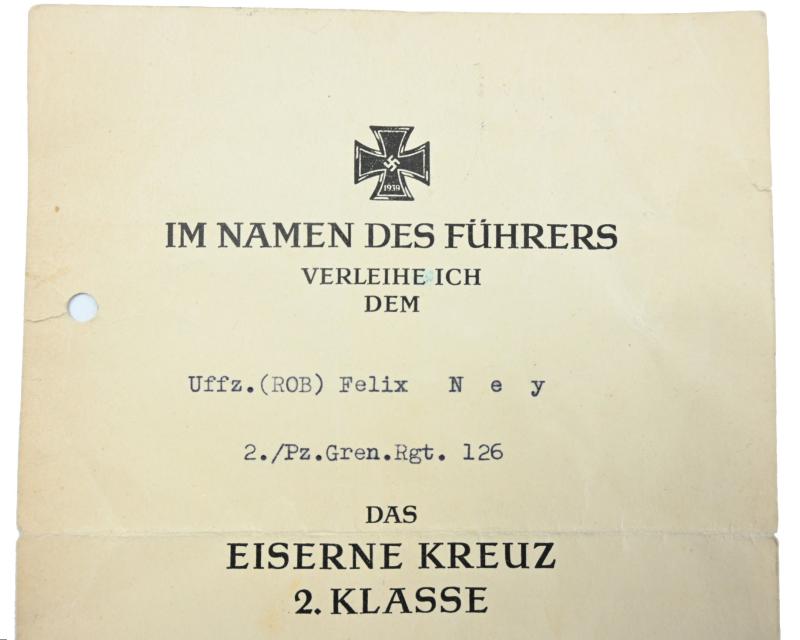 1939
IM NAMEN DES FÜHRERS
VERLEIHE ICH
DEM
Uffz.(ROB) Felix N e y
2./Pz.Gren.Rgt. 126
DAS
EISERNE KREUZ
2. KLASSE